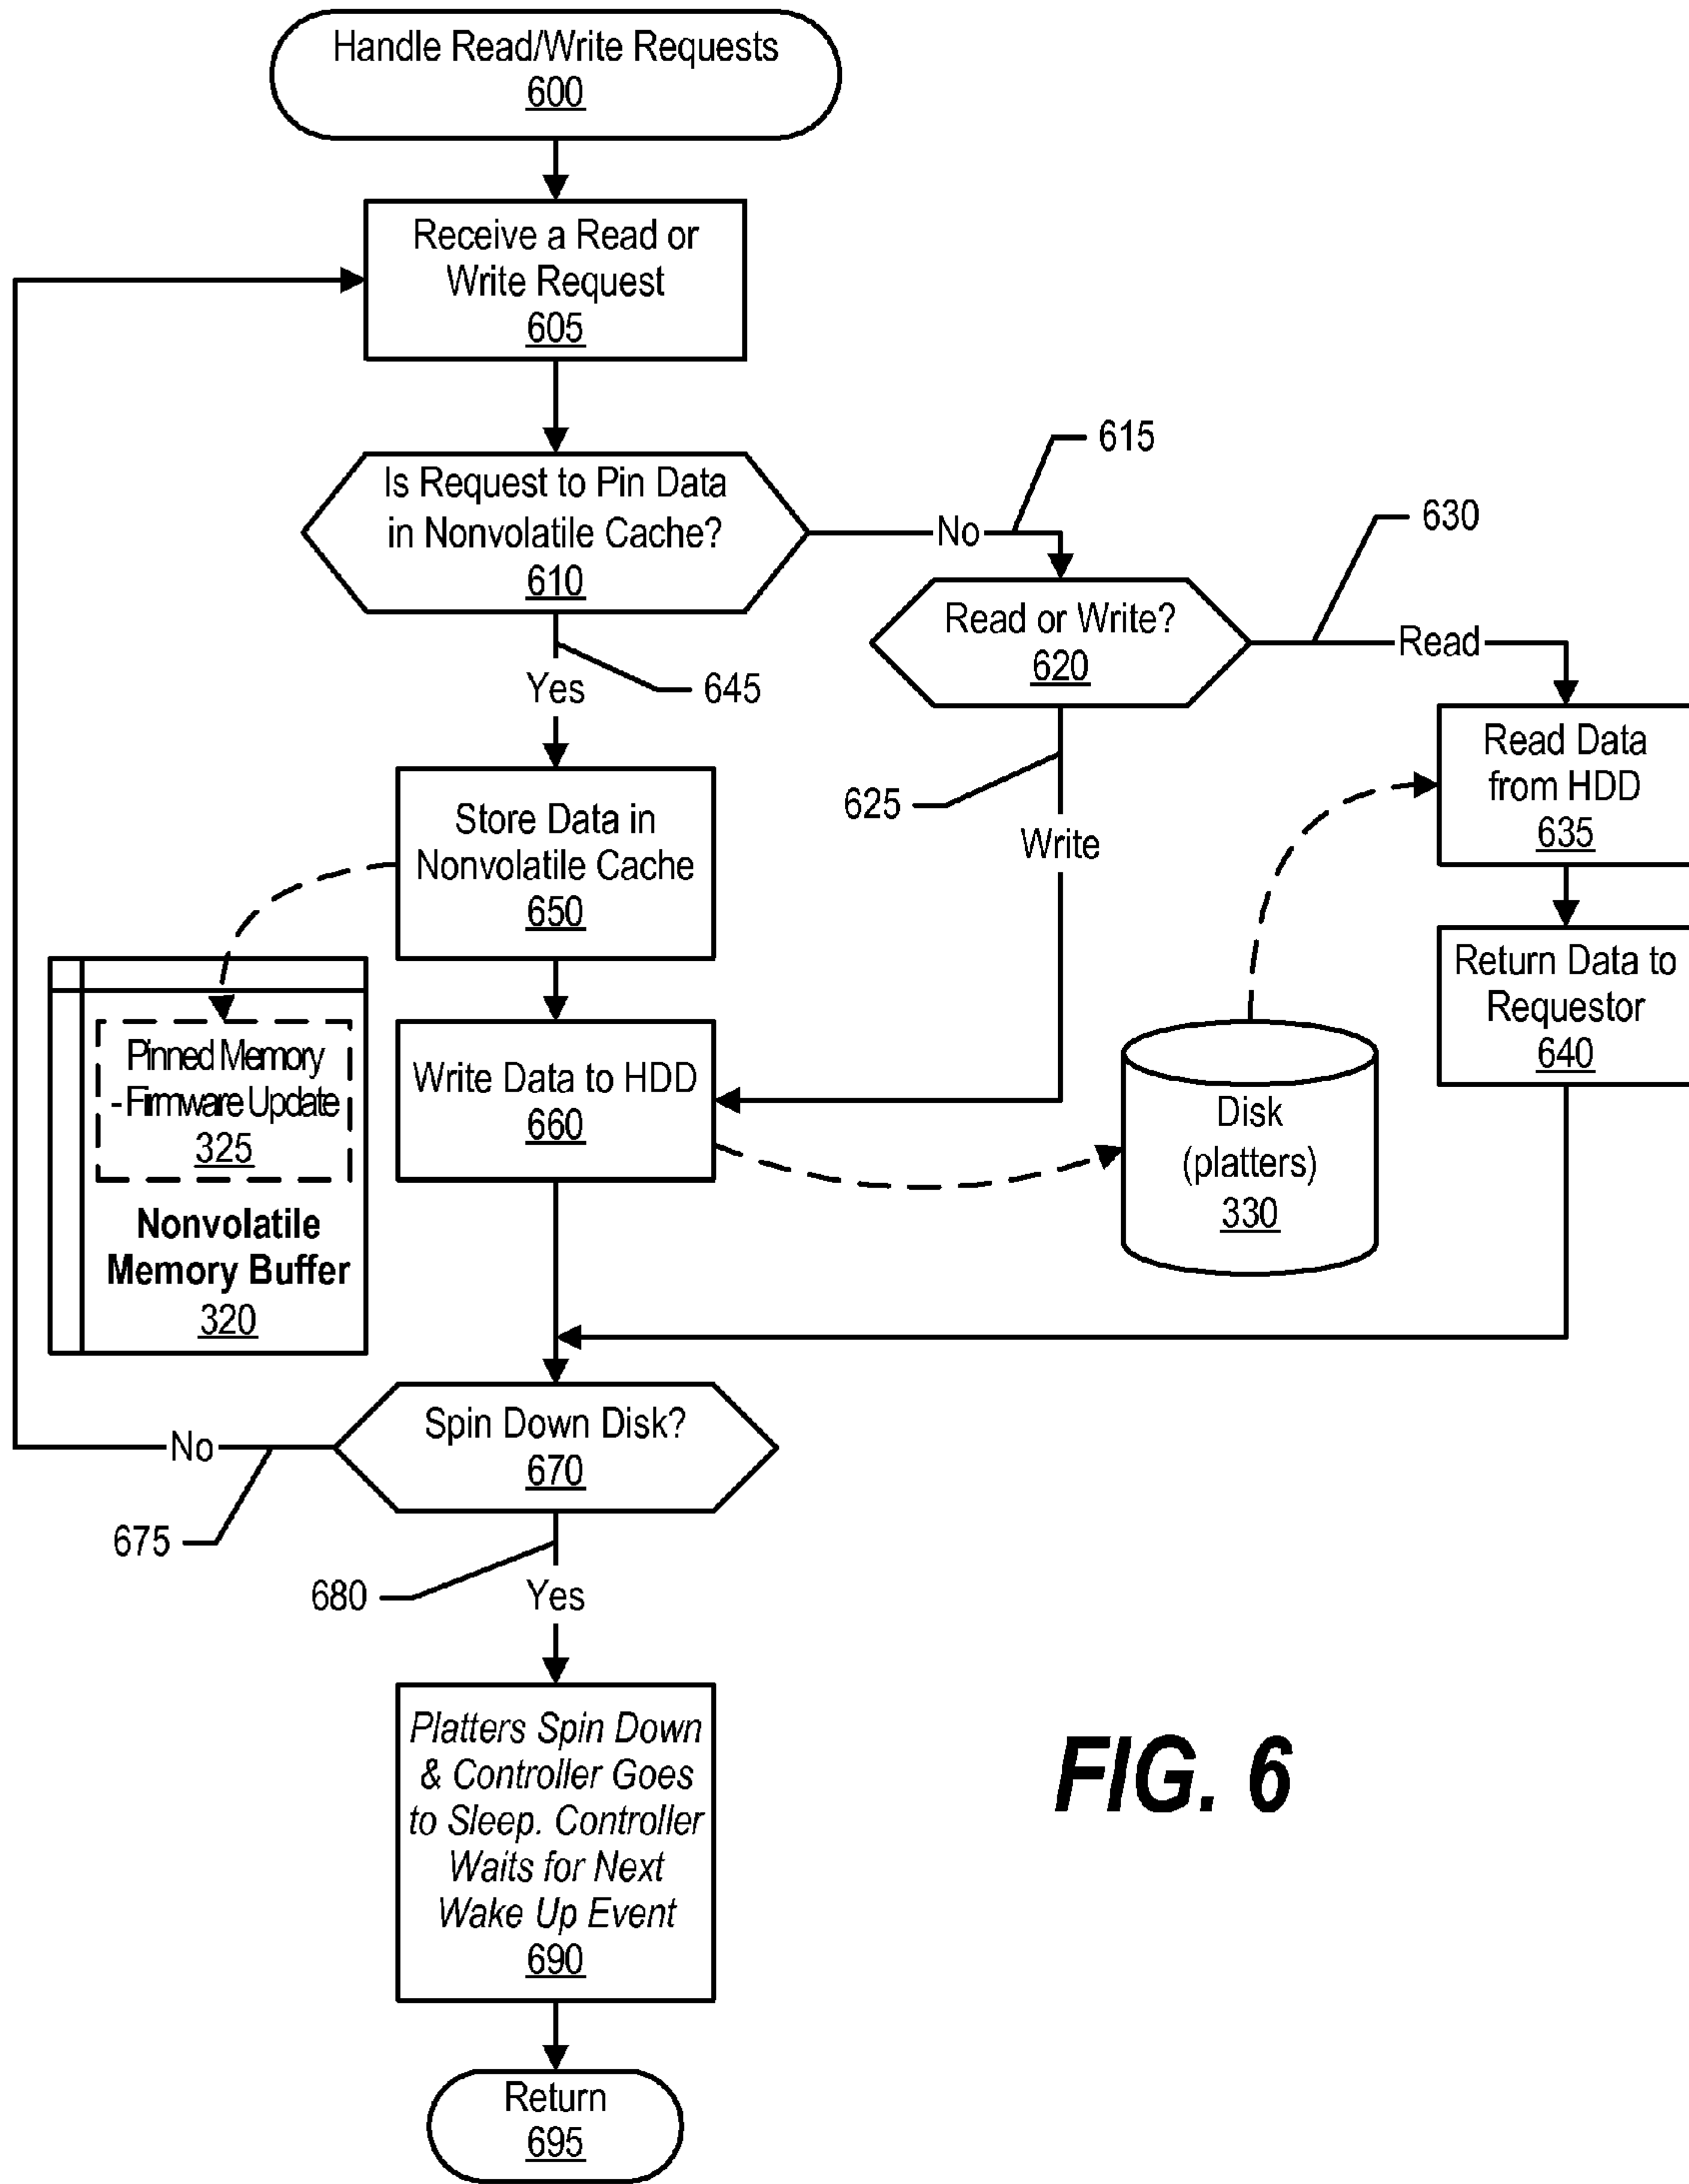 Handle Read/Write Requests
600
Receive a Read or
Write Request
605
Is Request to Pin Data
in Nonvolatile Cache?
610
No
615
Read or Write?
620
630
Read
Yes
645
625
Write
Read Data
from HDD
635
Store Data in
Nonvolatile Cache
650
Return Data to
Requestor
640
Pinned Memory
- Firmware Update
325
Nonvolatile
Memory Buffer
320
Write Data to HDD
660
Disk
(platters)
330
Spin Down Disk?
670
No
675
680
Yes
Platters Spin Down
& Controller Goes
to Sleep. Controller
Waits for Next
Wake Up Event
690
Return
695
FIG. 6